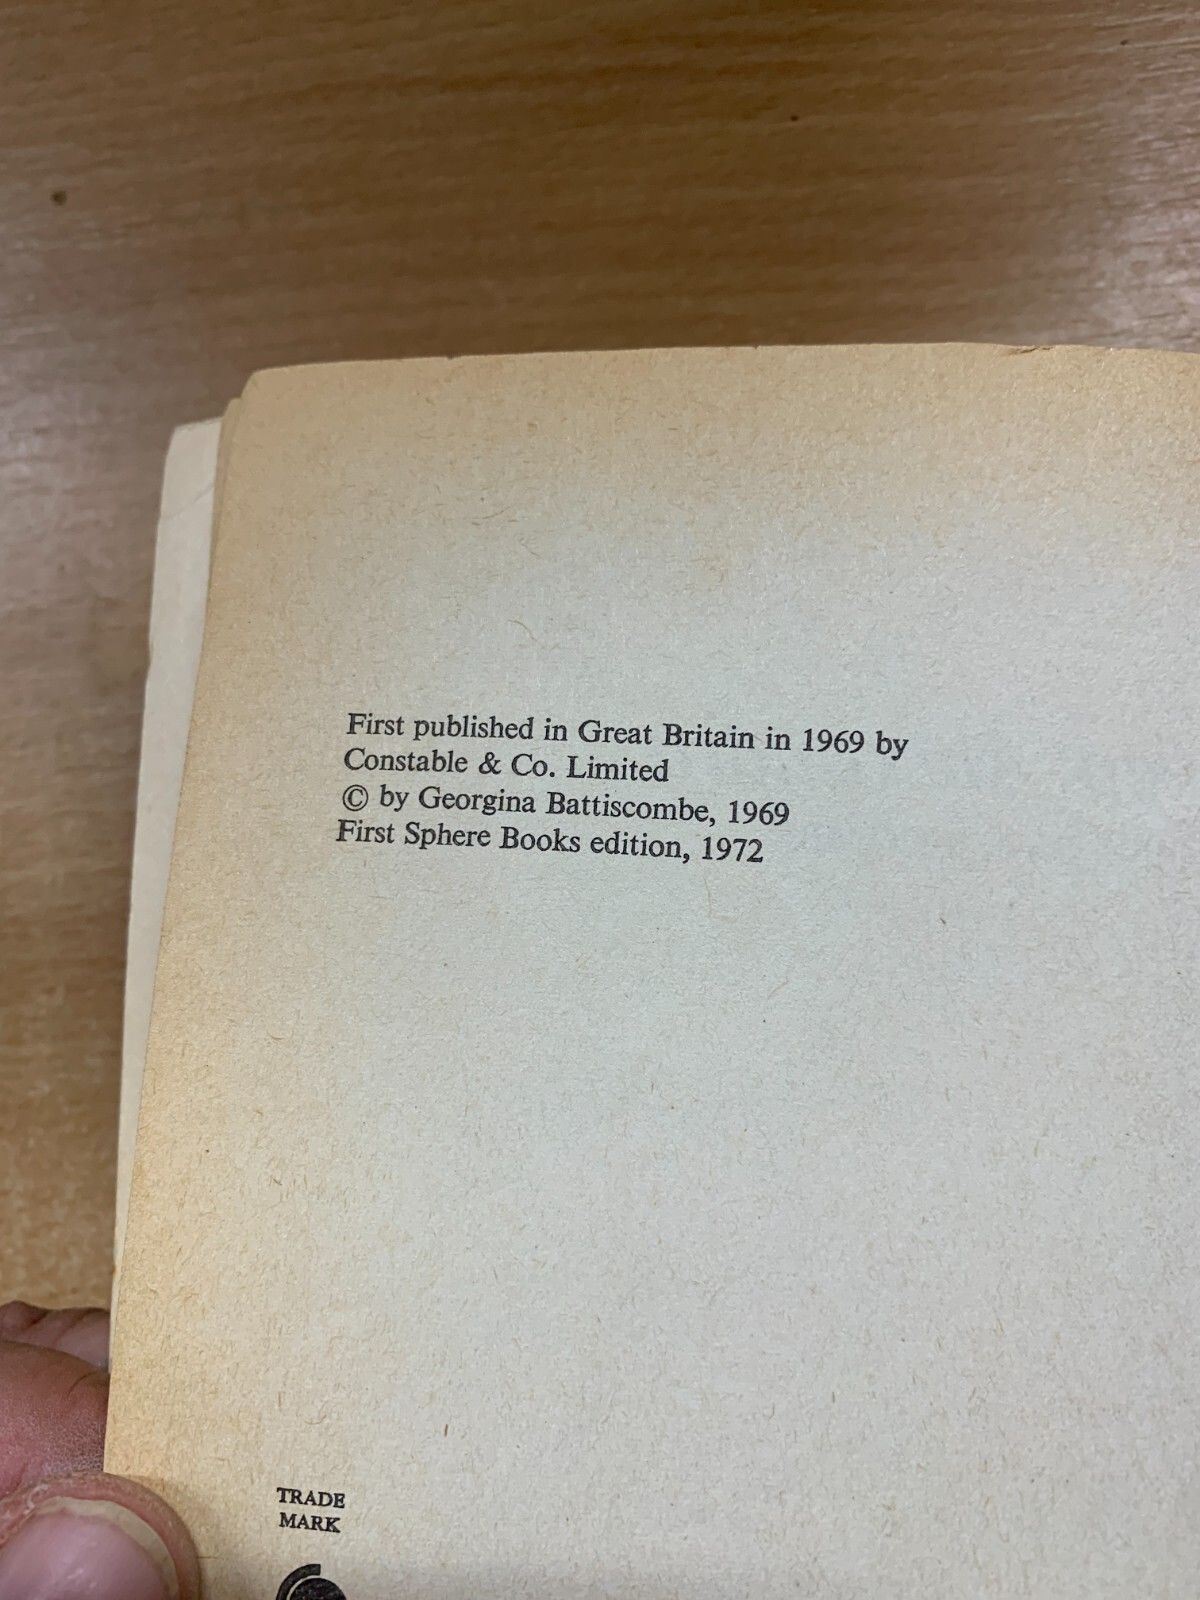 First published in Great Britain in 1969 by
Constable & Co. Limited
© by Georgina Battiscombe, 1969
First Sphere Books edition, 1972
TRADE
MARK